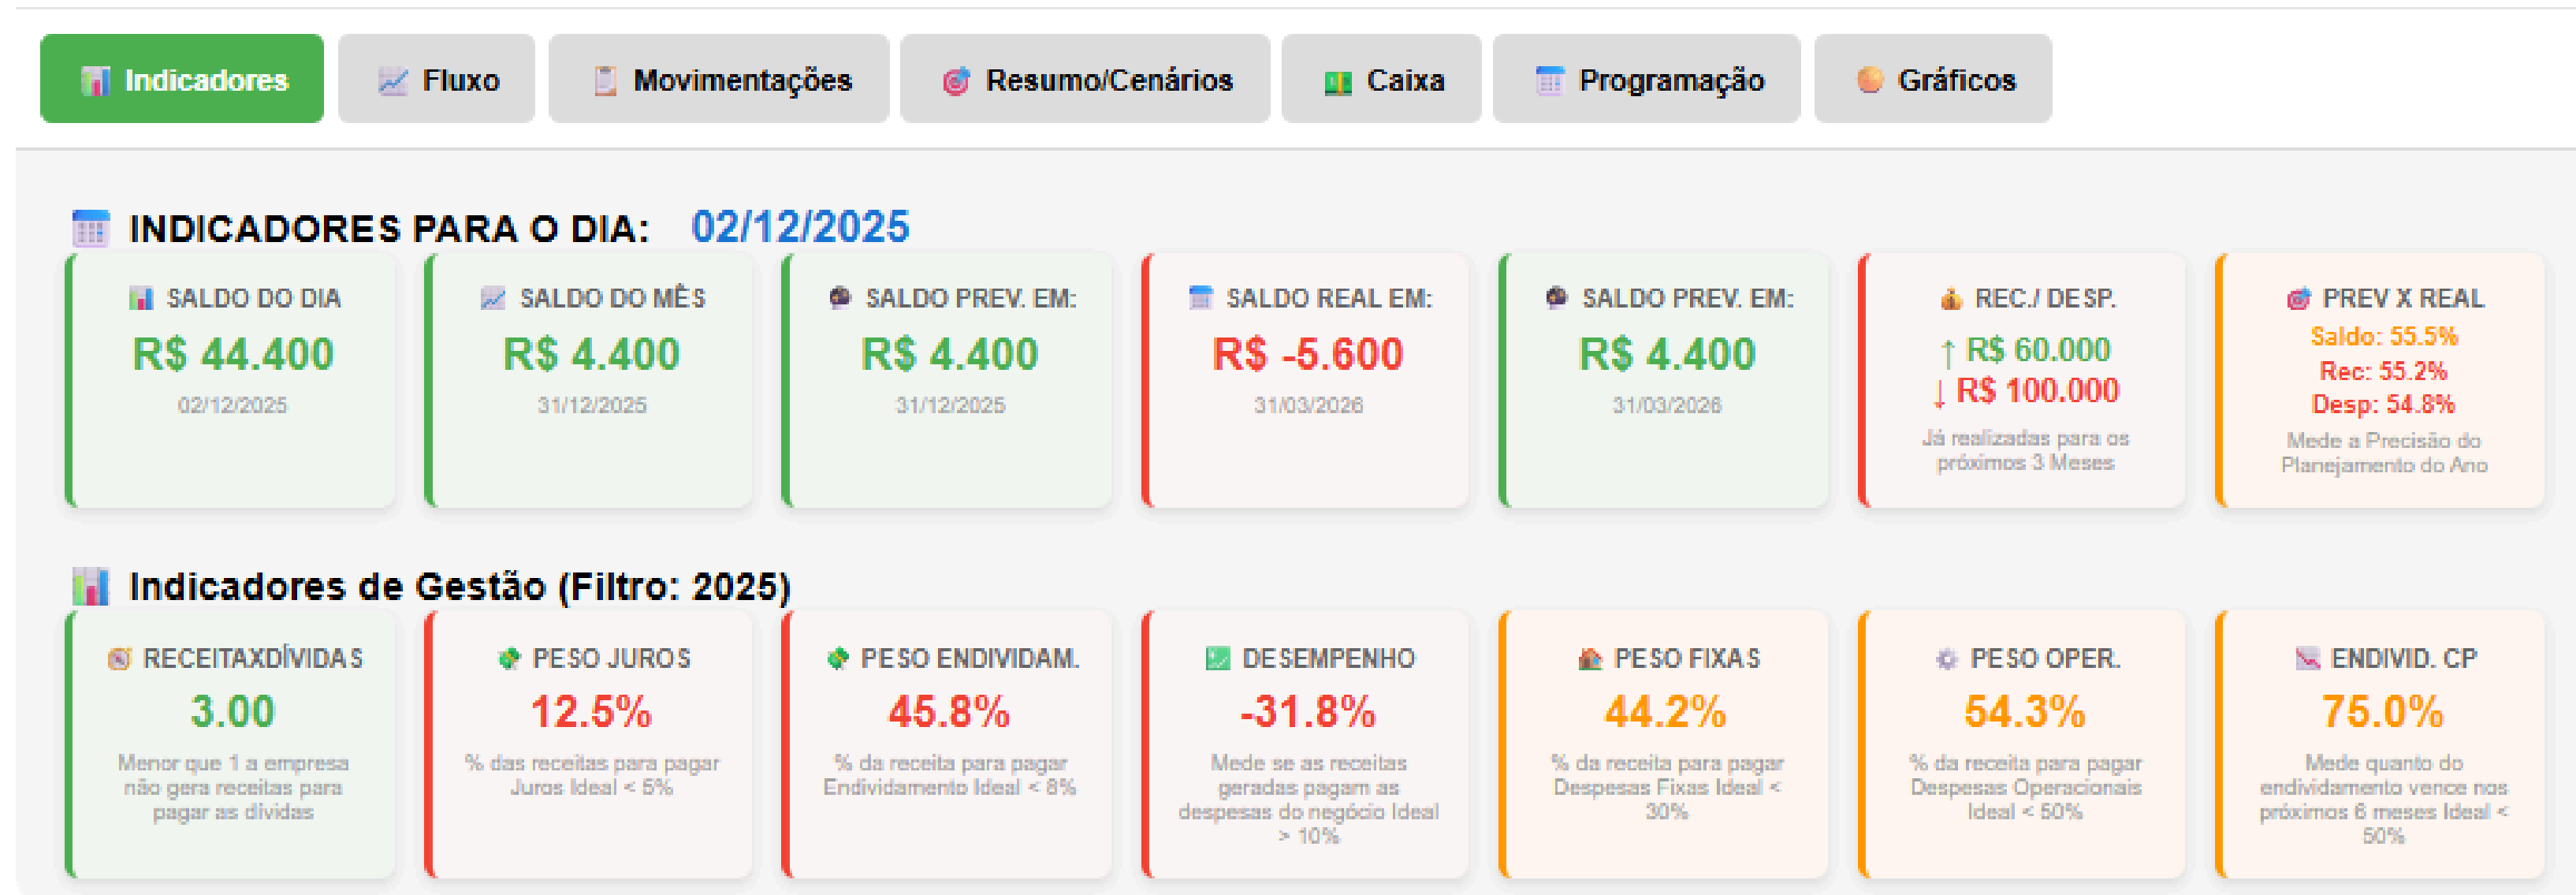 Indicadores
Fluxo
Movimentações
Resumo/Cenários
Caixa
Programação
Gráficos
INDICADORES PARA O DIA: 02/12/2025
SALDO DO DIA
R$ 44.400
02/12/2025
SALDO DO MÊS
R$ 4.400
31/12/2025
SALDO PREV. EM:
R$ 4.400
31/12/2025
SALDO REAL EM:
R$ -5.600
31/03/2026
SALDO PREV. EM:
R$ 4.400
31/03/2026
REC./ DESP.
↑ R$ 60.000
↓ R$ 100.000
Já realizadas para os
próximos 3 Meses
PREV X REAL
Saldo: 55.5%
Rec: 55.2%
Desp: 54.8%
Mede a Precisão do
Planejamento do Ano
Indicadores de Gestão (Filtro: 2025)
RECEITAXDÍVIDAS
3.00
Menor que 1 a empresa
não gera receitas para
pagar as dívidas
PESO JUROS
12.5%
% das receitas para pagar
Juros Ideal < 5%
PESO ENDIVIDAM.
45.8%
% da receita para pagar
Endividamento Ideal < 8%
DESEMPENHO
-31.8%
Mede se as receitas
geradas pagam as
despesas do negócio Ideal
> 10%
PESO FIXAS
44.2%
% da receita para pagar
Despesas Fixas Ideal <
30%
PESO OPER.
54.3%
% da receita para pagar
Despesas Operacionais
Ideal < 50%
ENDIVID. CP
75.0%
Mede quanto do
endividamento vence nos
próximos 6 meses Ideal <
50%